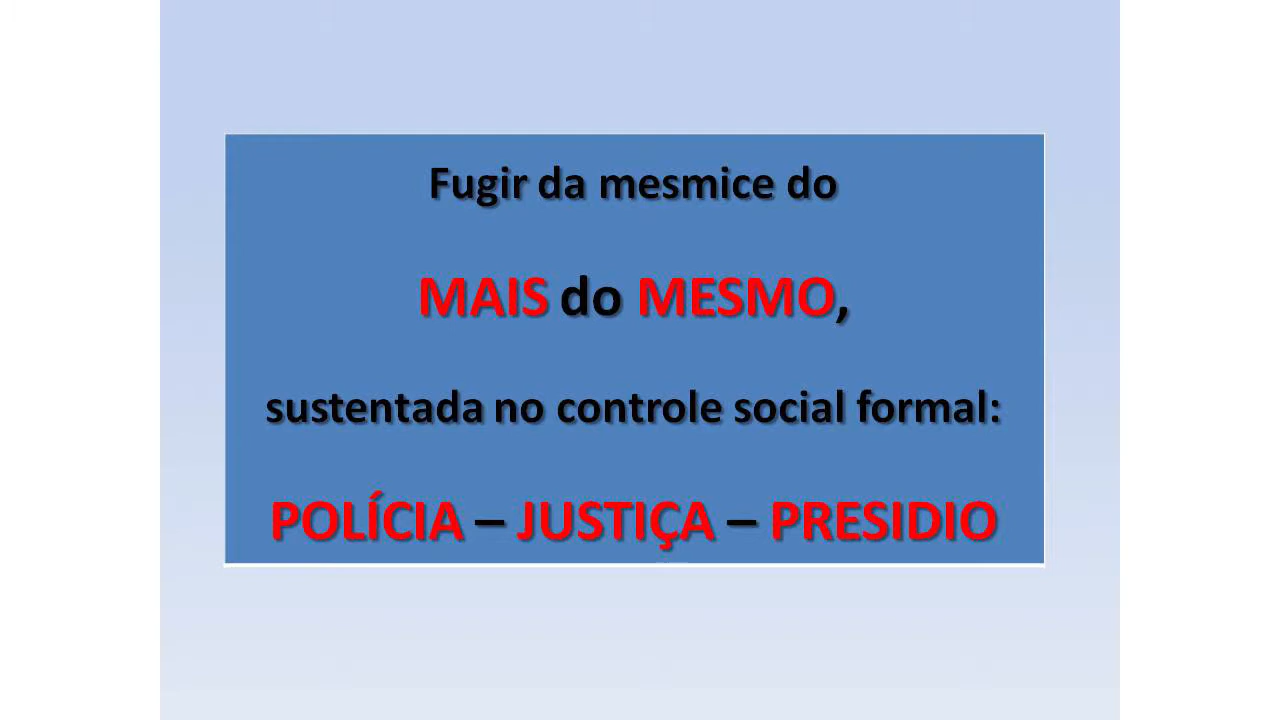 Fugir da mesmice do
MAIS do MESMO,
sustentada no controle social formal:
POLÍCIA – JUSTIÇA – PRESIDIO